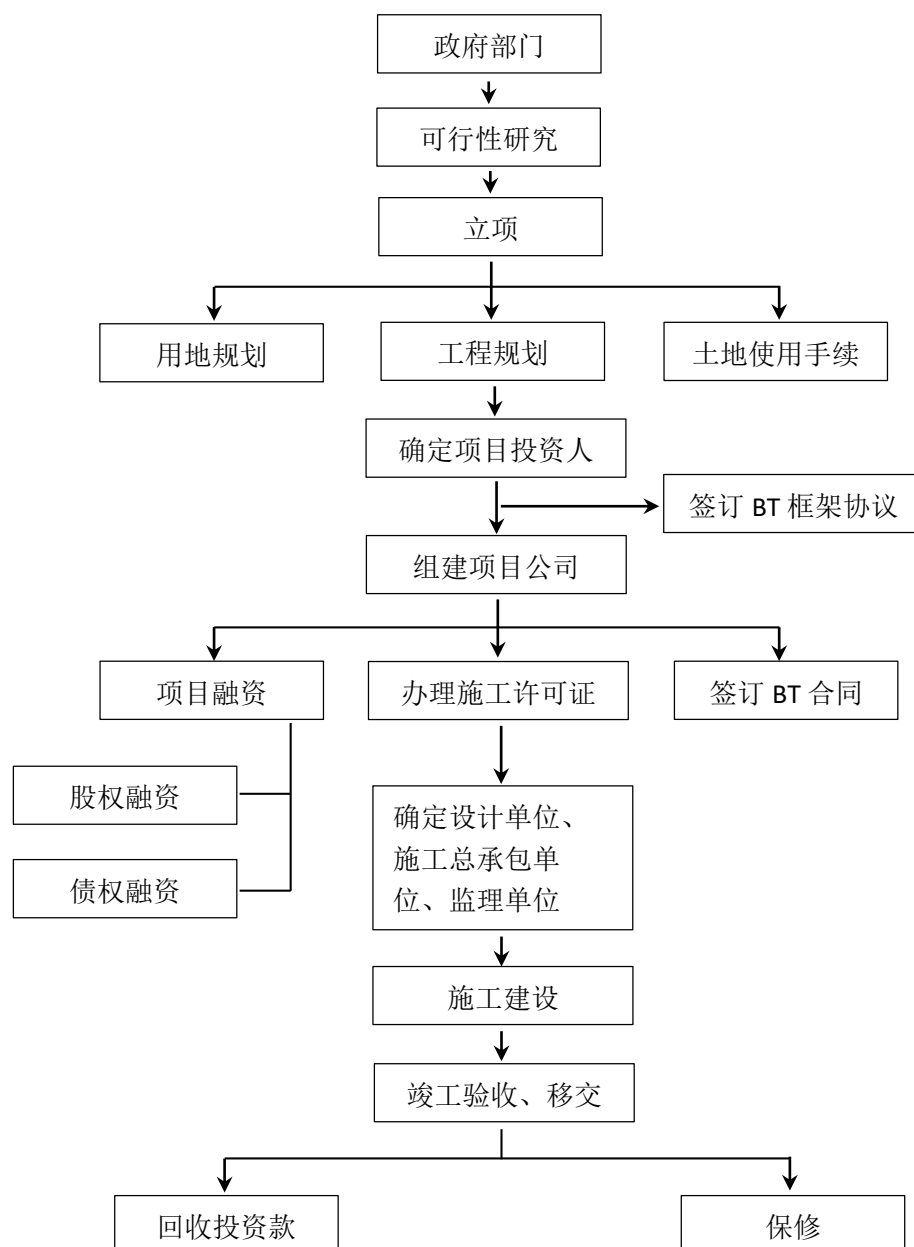 政府部门
可行性研究
立项
用地规划
工程规划
土地使用手续
确定项目投资人
签订 BT 框架协议
组建项目公司
项目融资
办理施工许可证
签订 BT 合同
股权融资
确定设计单位、
施工总承包单
位、监理单位
债权融资
施工建设
竣工验收、移交
回收投资款
保修